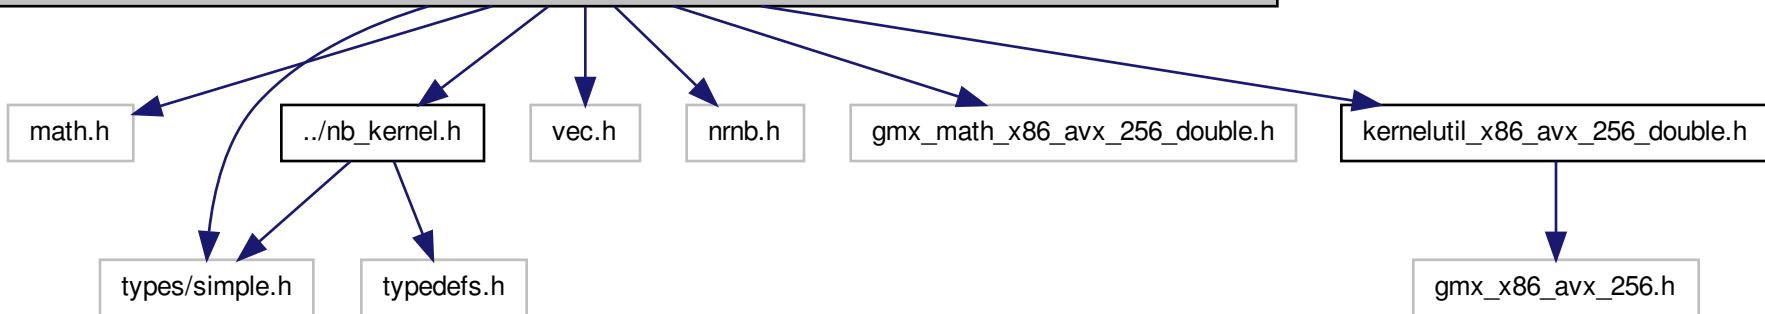 math.h
../nb_kernel.h
vec.h
nrnb.h
gmx_math_x86_avx_256_double.h
kernelutil_x86_avx_256_double.h
types/simple.h
typedefs.h
gmx_x86_avx_256.h